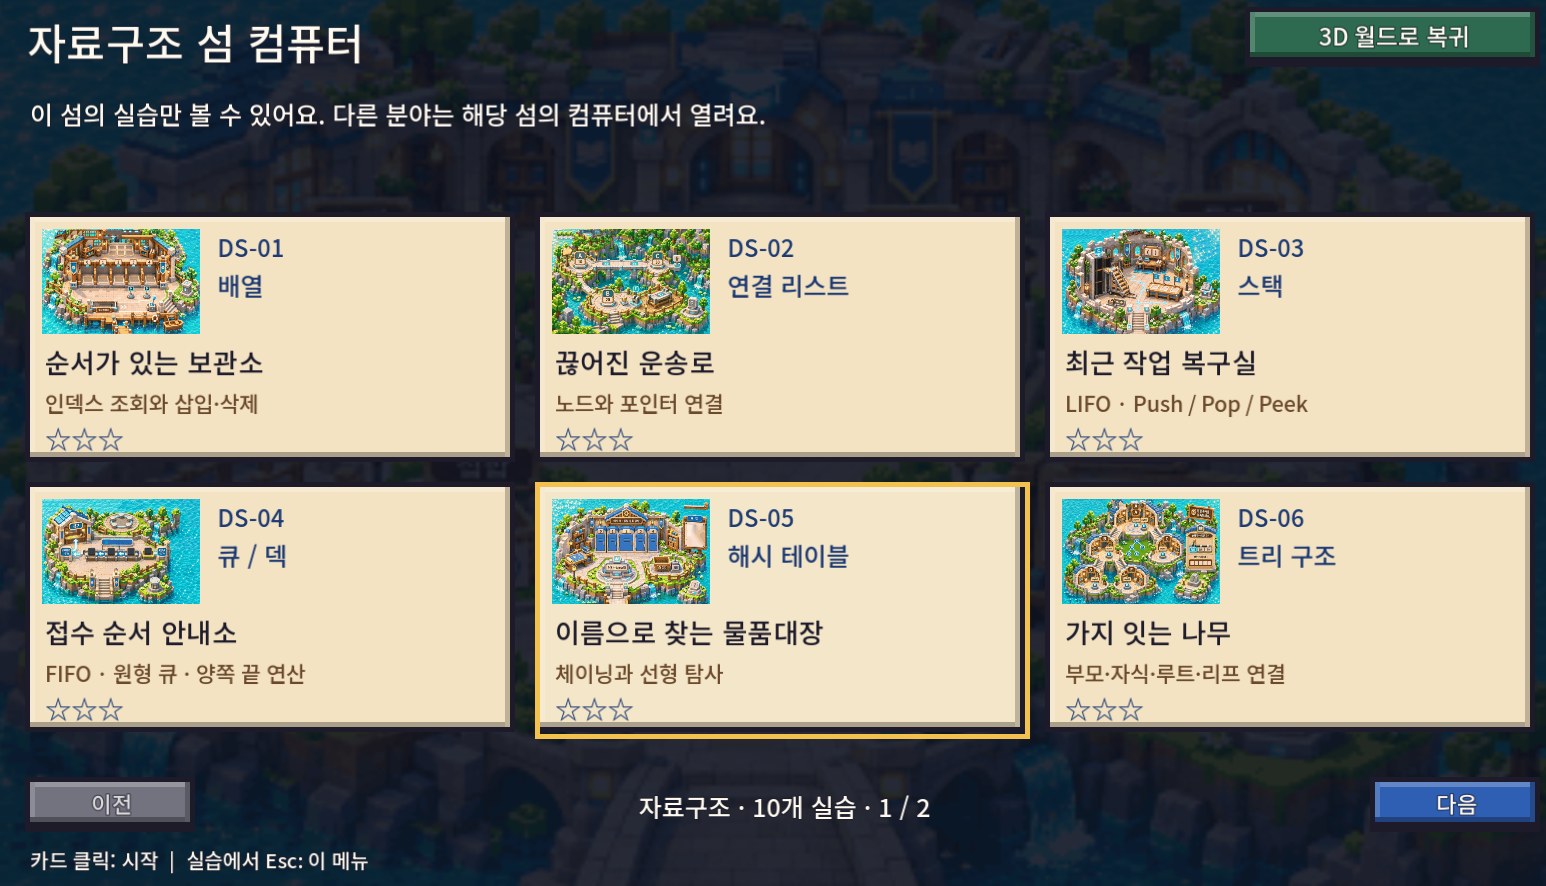 자료구조 섬 컴퓨터
3D 월드로 복귀
이 섬의 실습만 볼 수 있어요. 다른 분야는 해당 섬의 컴퓨터에서 열려요.
DS-01
배열
순서가 있는 보관소
인덱스 조회와 삽입·삭제
☆☆☆
DS-02
연결 리스트
끊어진 운송로
노드와 포인터 연결
☆☆☆
DS-03
스택
최근 작업 복구실
LIFO · Push / Pop / Peek
☆☆☆
DS-04
큐 / 덱
접수 순서 안내소
FIFO · 원형 큐 · 양쪽 끝 연산
☆☆☆
DS-05
해시 테이블
이름으로 찾는 물품대장
체이닝과 선형 탐사
☆☆☆
DS-06
트리 구조
가지 잇는 나무
부모·자식·루트·리프 연결
☆☆☆
이전
자료구조 · 10개 실습 · 1 / 2
다음
카드 클릭: 시작 | 실습에서 Esc: 이 메뉴